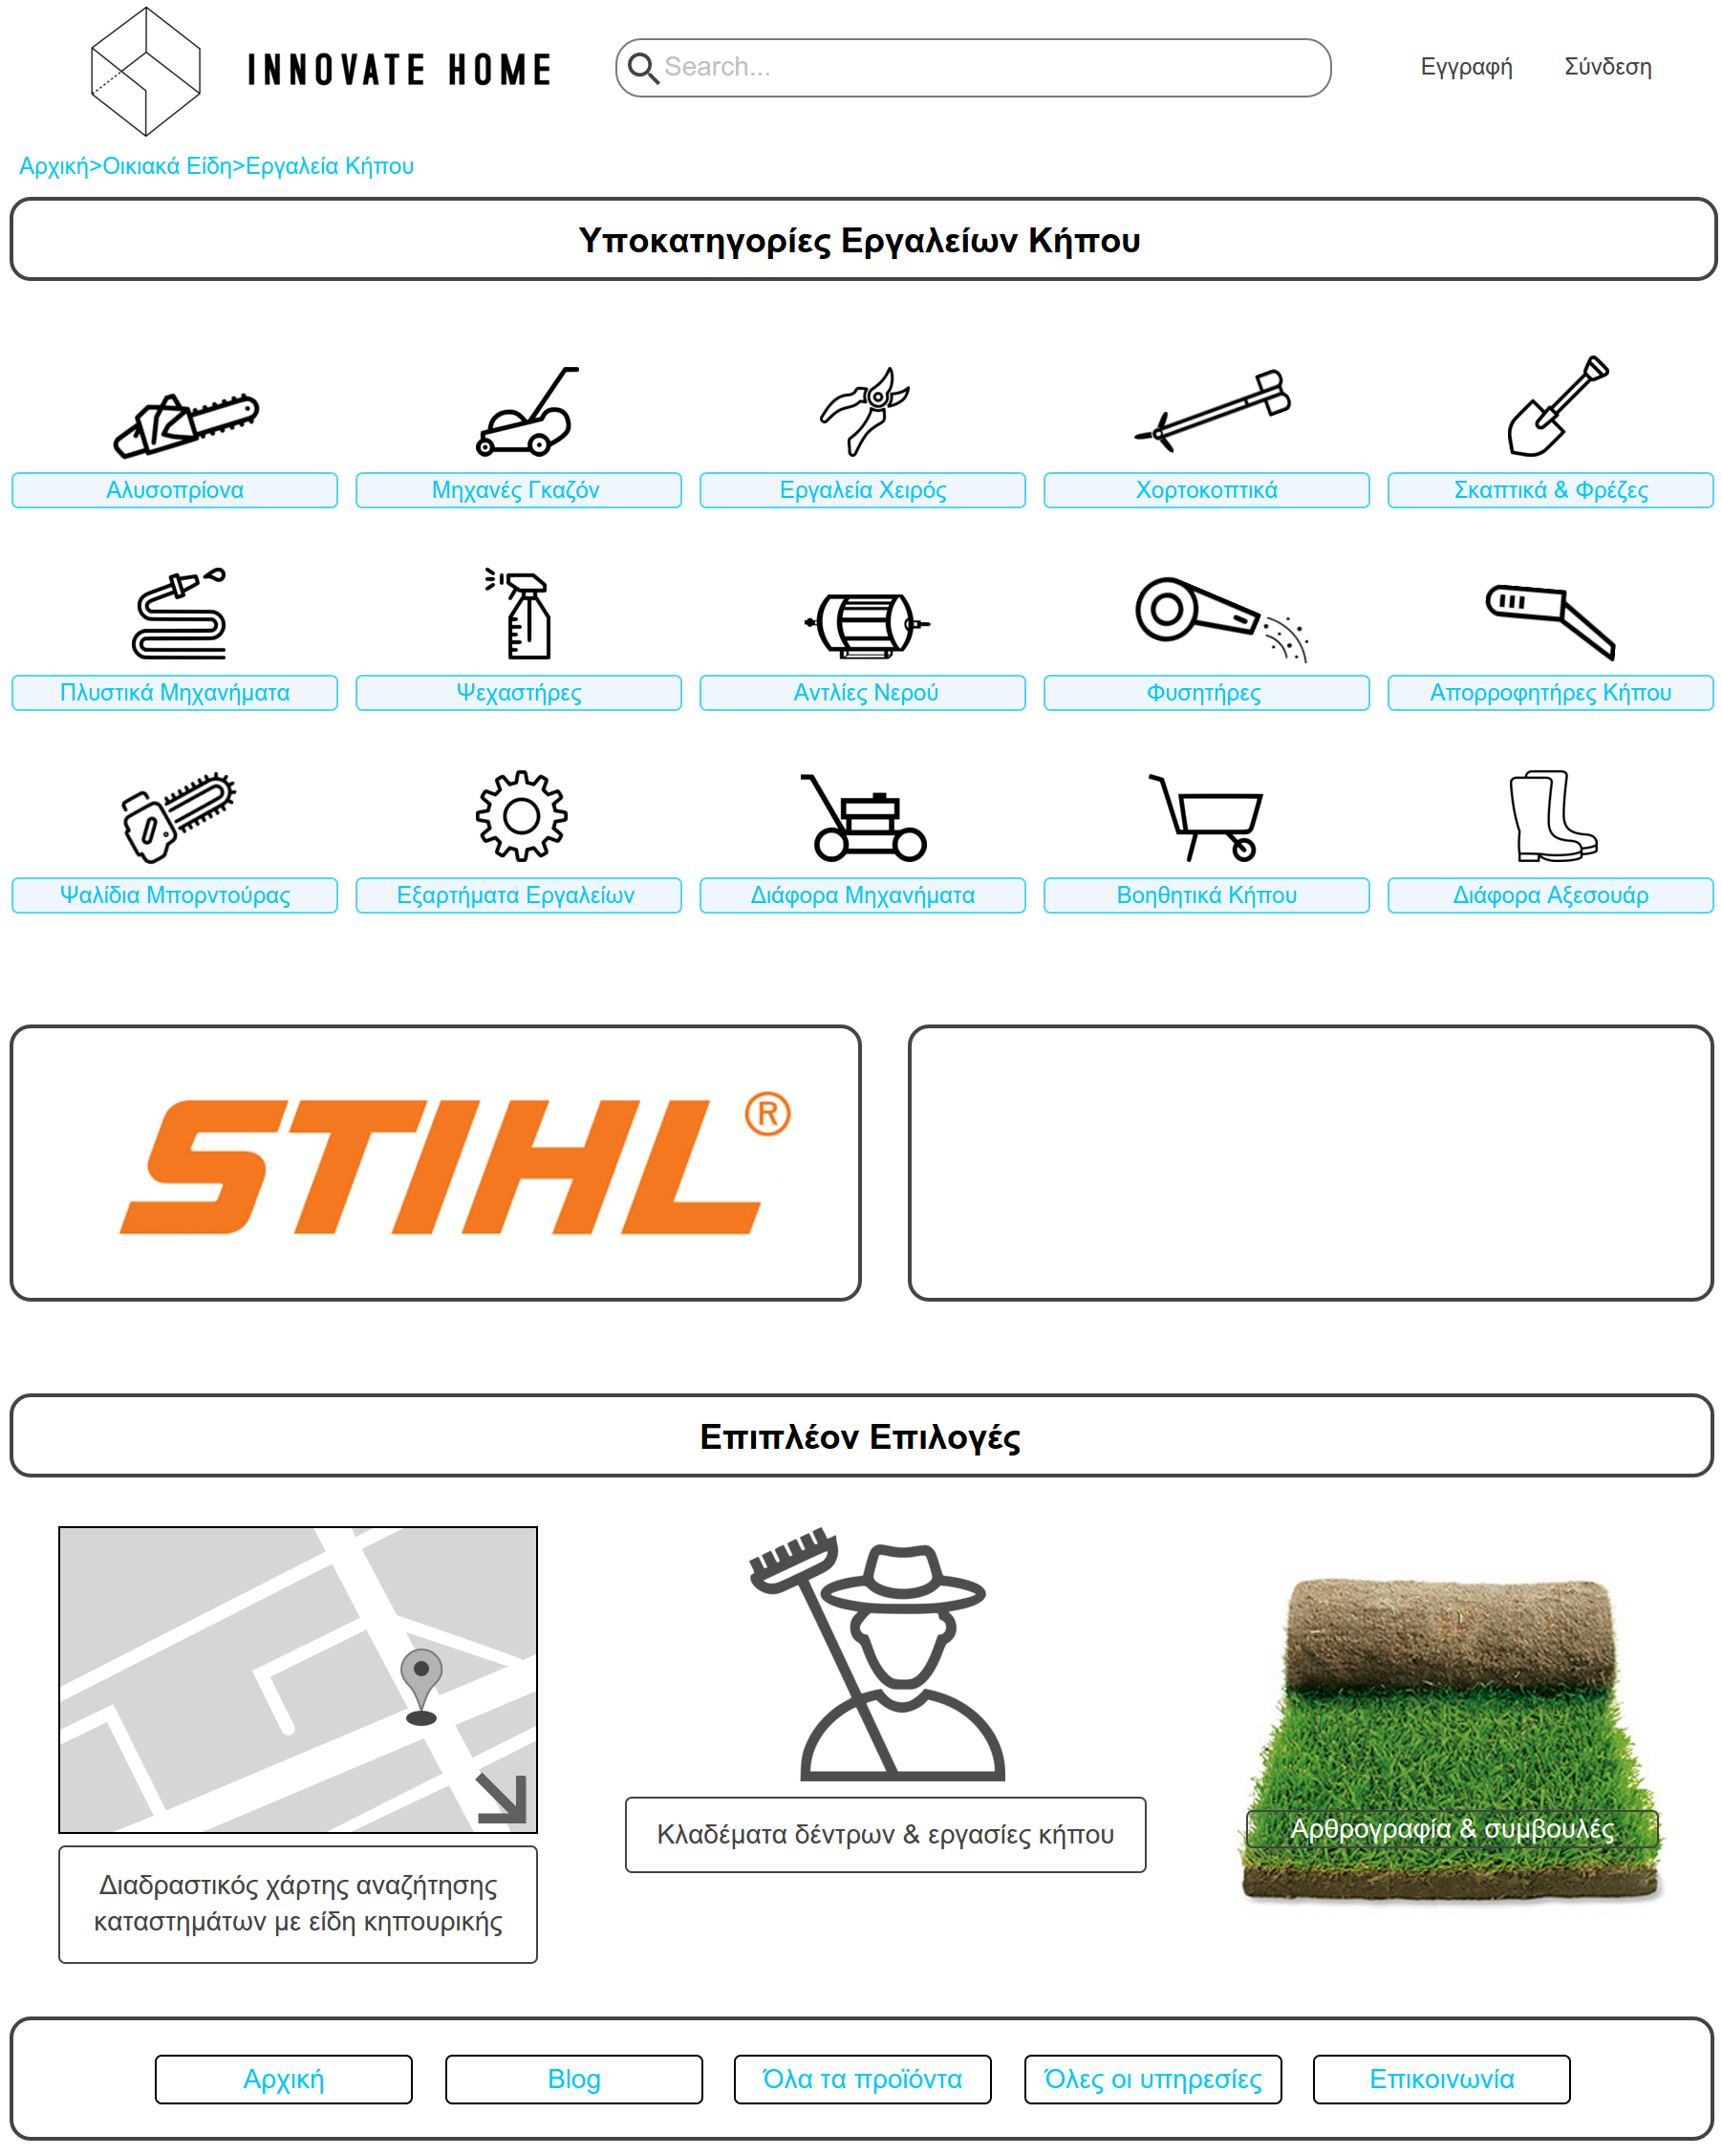 INNOVATE HOME
Search...
Εγγραφή
Σύνδεση
Αρχική>Οικιακά Είδη>Εργαλεία Κήπου
Υποκατηγορίες Εργαλείων Κήπου
Αλυσοπρίονα
Μηχανές Γκαζόν
Εργαλεία Χειρός
Χορτοκοπτικά
Σκαπτικά & Φρέζες
Πλυστικά Μηχανήματα
Ψεχαστήρες
Αντλίες Νερού
Φυσητήρες
Απορροφητήρες Κήπου
Ψαλίδια Μπορντούρας
Εξαρτήματα Εργαλείων
Διάφορα Μηχανήματα
Βοηθητικά Κήπου
Διάφορα Αξεσουάρ
STIHL®
Επιπλέον Επιλογές
Διαδραστικός χάρτης αναζήτησης
καταστημάτων με είδη κηπουρικής
Κλαδέματα δέντρων & εργασίες κήπου
Αρθρογραφία & συμβουλές
Αρχική
Blog
Όλα τα προϊόντα
Όλες οι υπηρεσίες
Επικοινωνία